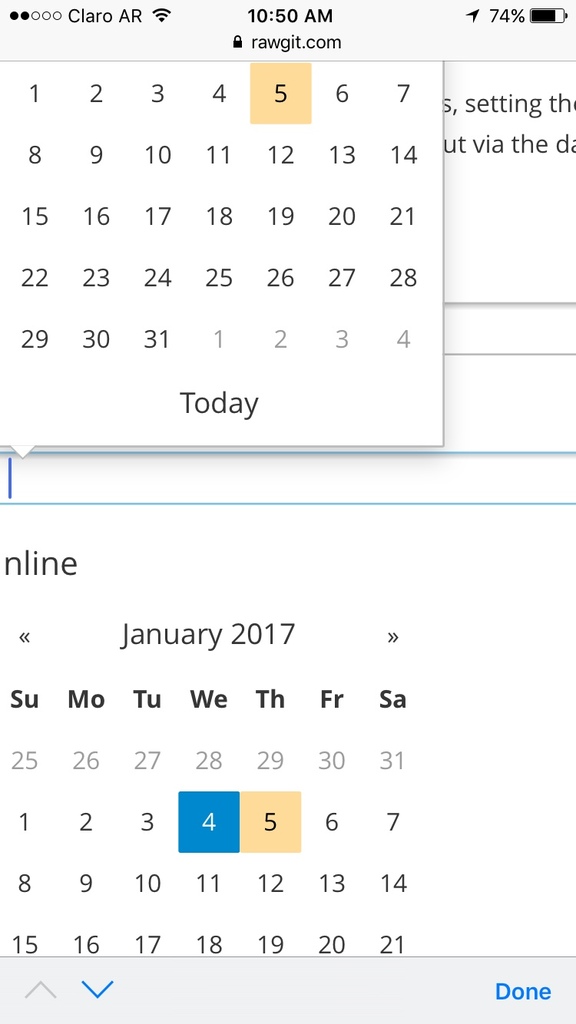 Claro AR 10:50 AM 74%
rawgit.com
1 2 3 4 5 6 7
s, setting the
ut via the da
8 9 10 11 12 13 14
15 16 17 18 19 20 21
22 23 24 25 26 27 28
29 30 31 1 2 3 4
Today
nline
« January 2017 »
Su Mo Tu We Th Fr Sa
25 26 27 28 29 30 31
1 2 3 4 5 6 7
8 9 10 11 12 13 14
15 16 17 18 19 20 21
Done